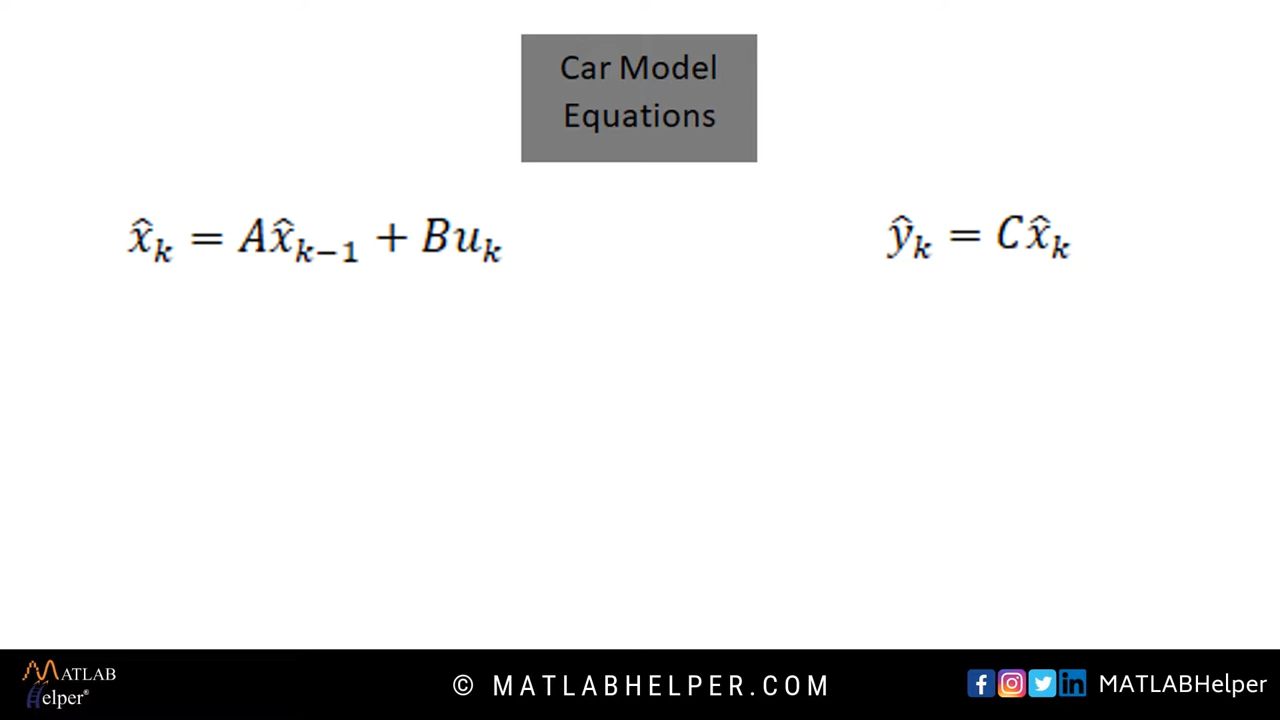 Car Model
Equations
x̂ₖ = Ax̂ₖ₋₁ + Buₖ
ŷₖ = Cx̂ₖ
MATLAB
Helper®
© MATLABHELPER.COM
MATLABHelper